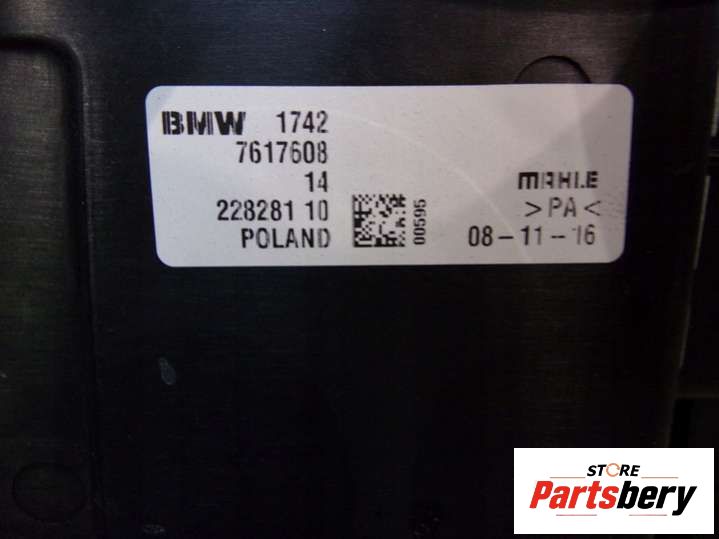 BMW 1742
7617608
14
228281 10
POLAND
00595
MAHLE
>PA<
08-11-16
STORE
Partsbery